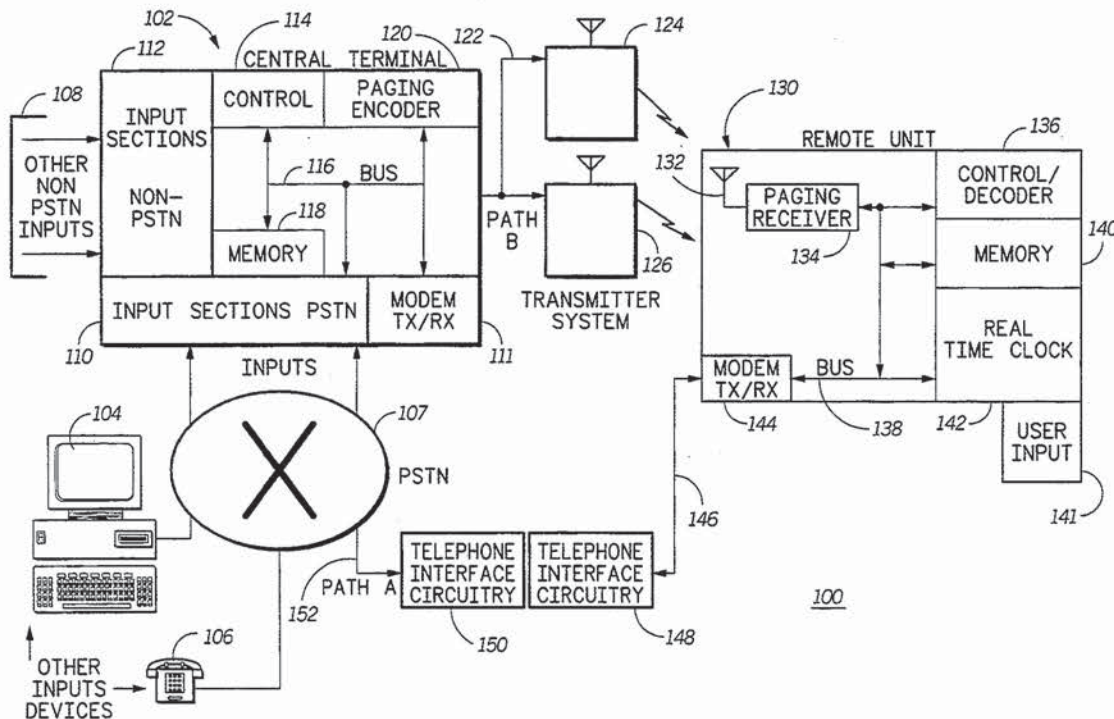 102
112
114
CENTRAL TERMINAL
120
122
124
108
INPUT
SECTIONS
NON-
PSTN
CONTROL
PAGING
ENCODER
OTHER
NON
PSTN
INPUTS
116
BUS
118
MEMORY
PATH
B
126
TRANSMITTER
SYSTEM
INPUT SECTIONS PSTN
MODEM
TX/RX
110
111
INPUTS
130
REMOTE UNIT
136
132
PAGING
RECEIVER
134
CONTROL/
DECODER
140
MEMORY
REAL
TIME CLOCK
MODEM
TX/RX
BUS
144
138
142
USER
INPUT
141
104
107
PSTN
146
PATH A
152
TELEPHONE
INTERFACE
CIRCUITRY
150
TELEPHONE
INTERFACE
CIRCUITRY
148
100
106
OTHER
INPUTS
DEVICES